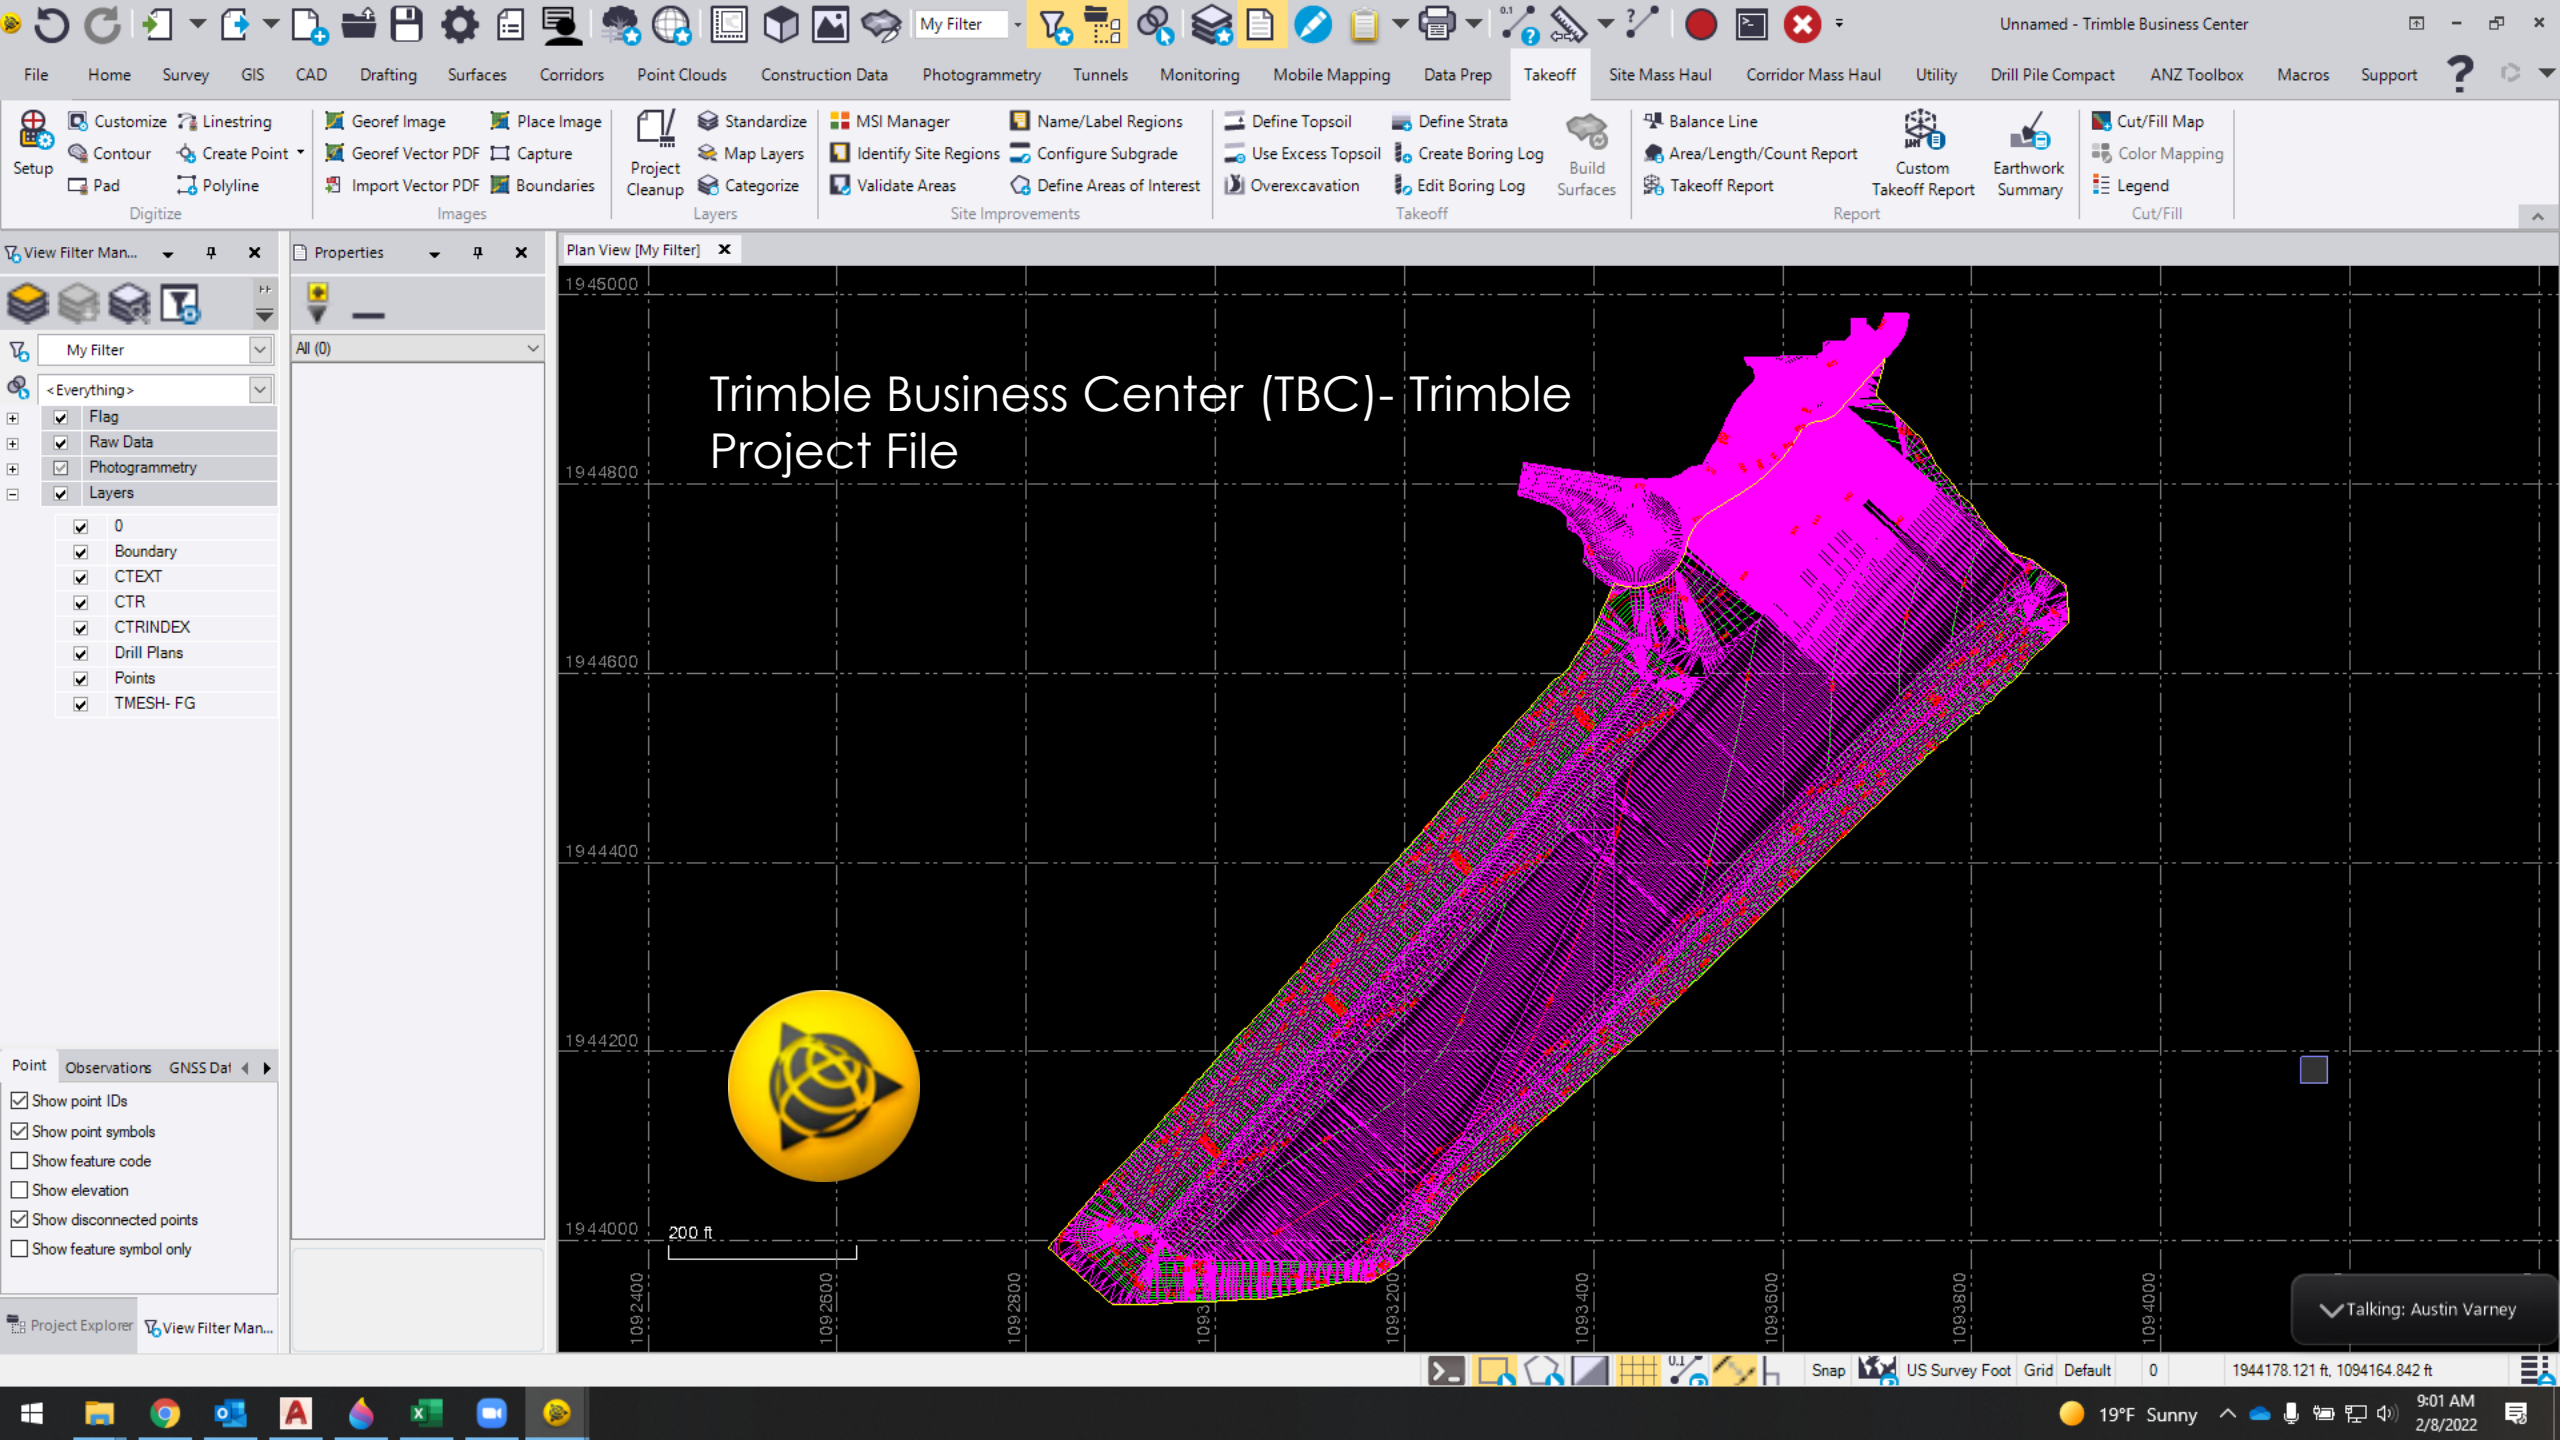 My Filter
Unnamed - Trimble Business Center
File Home Survey GIS CAD Drafting Surfaces Corridors Point Clouds Construction Data Photogrammetry Tunnels Monitoring Mobile Mapping Data Prep Takeoff Site Mass Haul Corridor Mass Haul Utility Drill Pile Compact ANZ Toolbox Macros Support
Setup
Customize Linestring
Contour Create Point
Pad Polyline
Digitize
Georef Image Place Image
Georef Vector PDF Capture
Import Vector PDF Boundaries
Images
Project Cleanup
Standardize
Map Layers
Categorize
Layers
MSI Manager Name/Label Regions
Identify Site Regions Configure Subgrade
Validate Areas Define Areas of Interest
Site Improvements
Define Topsoil Define Strata
Use Excess Topsoil Create Boring Log
Overexcavation Edit Boring Log
Build Surfaces
Takeoff
Balance Line
Area/Length/Count Report
Takeoff Report
Custom Takeoff Report
Earthwork Summary
Report
Cut/Fill Map
Color Mapping
Legend
Cut/Fill
View Filter Man...
Properties
Plan View [My Filter]
My Filter
All (0)
<Everything>
Flag
Raw Data
Photogrammetry
Layers
0
Boundary
CTEXT
CTR
CTRINDEX
Drill Plans
Points
TMESH- FG
Trimble Business Center (TBC)- Trimble
Project File
1945000
1944800
1944600
1944400
1944200
1944000
200 ft
1092400
1092600
1092800
1093200
1093400
1093600
1093800
1094000
Point Observations GNSS Dat
Show point IDs
Show point symbols
Show feature code
Show elevation
Show disconnected points
Show feature symbol only
Project Explorer View Filter Man...
Talking: Austin Varney
Snap US Survey Foot Grid Default 0 1944178.121 ft, 1094164.842 ft
19°F Sunny
9:01 AM
2/8/2022